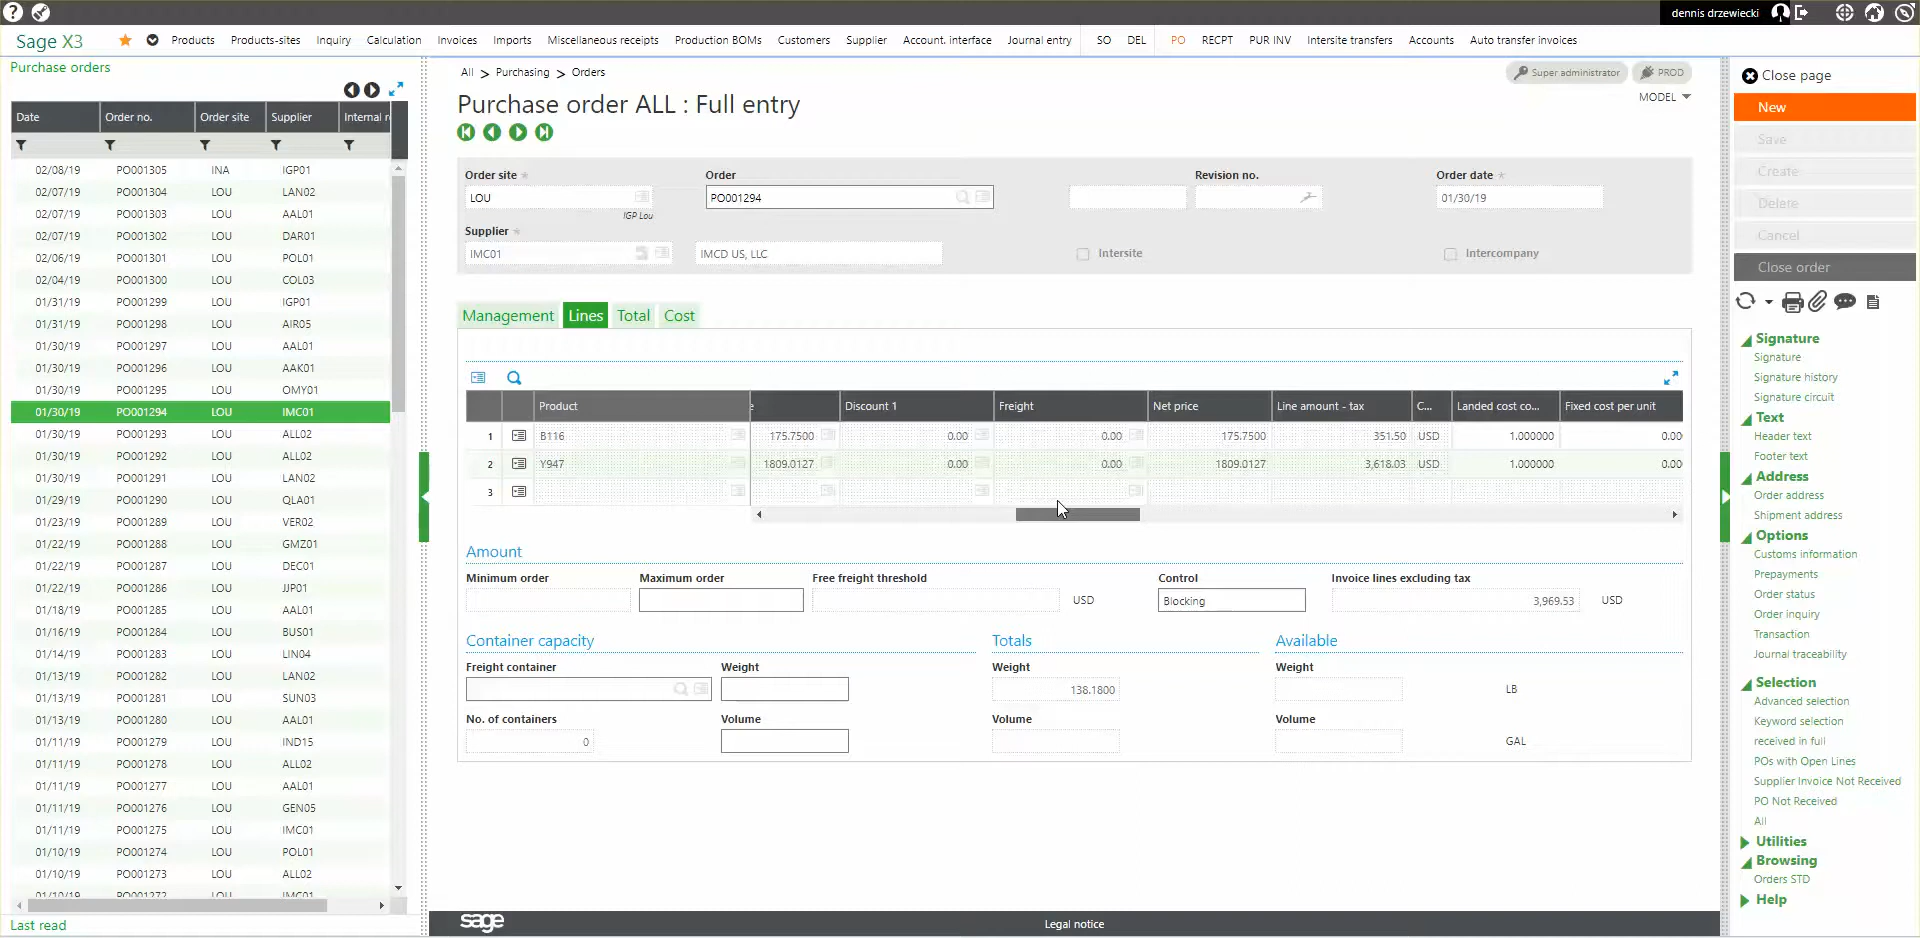 dennis drzewiecki
Sage X3
Products
Products-sites
Inquiry
Calculation
Invoices
Imports
Miscellaneous receipts
Production BOMs
Customers
Supplier
Account. interface
Journal entry
SO
DEL
PO
RECPT
PUR INV
Intersite transfers
Accounts
Auto transfer invoices
Purchase orders
Date Order no. Order site Supplier Internal r
02/08/19 PO001305 INA IGP01
02/07/19 PO001304 LOU LAN02
02/07/19 PO001303 LOU AAL01
02/07/19 PO001302 LOU DAR01
02/06/19 PO001301 LOU POL01
02/04/19 PO001300 LOU COL03
01/31/19 PO001299 LOU IGP01
01/31/19 PO001298 LOU AIR05
01/31/19 PO001297 LOU AAL01
01/30/19 PO001296 LOU AAK01
01/30/19 PO001295 LOU OMY01
01/30/19 PO001294 LOU IMC01
01/30/19 PO001293 LOU ALL02
01/30/19 PO001292 LOU ALL02
01/30/19 PO001291 LOU LAN02
01/29/19 PO001290 LOU QLA01
01/23/19 PO001289 LOU VER02
01/22/19 PO001288 LOU GMZ01
01/22/19 PO001287 LOU DEC01
01/22/19 PO001286 LOU JJP01
01/18/19 PO001285 LOU AAL01
01/16/19 PO001284 LOU BUS01
01/14/19 PO001283 LOU LIN04
01/13/19 PO001282 LOU LAN02
01/13/19 PO001281 LOU SUN03
01/13/19 PO001280 LOU AAL01
01/11/19 PO001279 LOU IND15
01/11/19 PO001278 LOU ALL02
01/11/19 PO001277 LOU AAL01
01/11/19 PO001276 LOU GEN05
01/11/19 PO001275 LOU IMC01
01/10/19 PO001274 LOU POL01
01/10/19 PO001273 LOU ALL02
01/10/19 PO001272 LOU IMC01
Last read
All > Purchasing > Orders
Super administrator
PROD
Purchase order ALL : Full entry
MODEL
Order site *
Order
Revision no.
Order date *
LOU
PO001294
01/30/19
IGP Lou
Supplier *
IMC01
IMCD US, LLC
Intersite
Intercompany
Management
Lines
Total
Cost
Product e Discount 1 Freight Net price Line amount - tax C... Landed cost co... Fixed cost per unit
1 B116 175.7500 0.00 0.00 175.7500 351.50 USD 1.000000 0.00
2 Y947 1809.0127 0.00 0.00 1809.0127 3,618.03 USD 1.000000 0.00
3
Amount
Minimum order
Maximum order
Free freight threshold
Control
Invoice lines excluding tax
USD
Blocking
3,969.53
USD
Container capacity
Totals
Available
Freight container
Weight
Weight
Weight
138.1800
LB
No. of containers
Volume
Volume
Volume
0
GAL
sage
Legal notice
Close page
New
Save
Create
Delete
Cancel
Close order
Signature
Signature
Signature history
Signature circuit
Text
Header text
Footer text
Address
Order address
Shipment address
Options
Customs information
Prepayments
Order status
Order inquiry
Transaction
Journal traceability
Selection
Advanced selection
Keyword selection
received in full
POs with Open Lines
Supplier Invoice Not Received
PO Not Received
All
Utilities
Browsing
Orders STD
Help